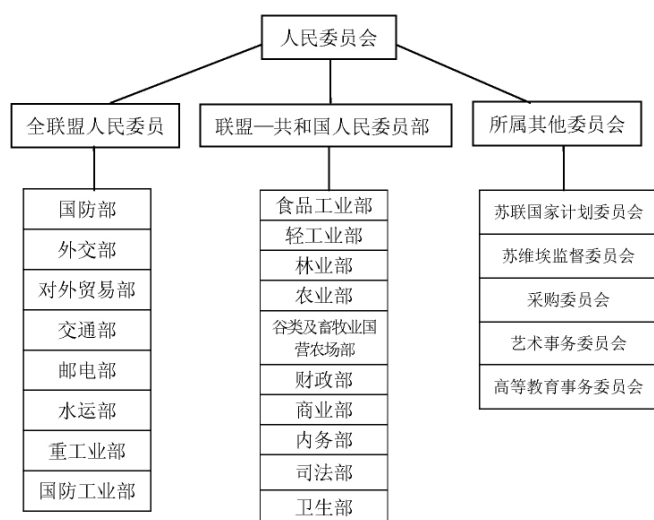 人民委员会
全联盟人民委员
联盟—共和国人民委员部
所属其他委员会
国防部
外交部
对外贸易部
交通部
邮电部
水运部
重工业部
国防工业部
食品工业部
轻工业部
林业部
农业部
谷类及畜牧业国
营农场部
财政部
商业部
内务部
司法部
卫生部
苏联国家计划委员会
苏维埃监督委员会
采购委员会
艺术事务委员会
高等教育事务委员会